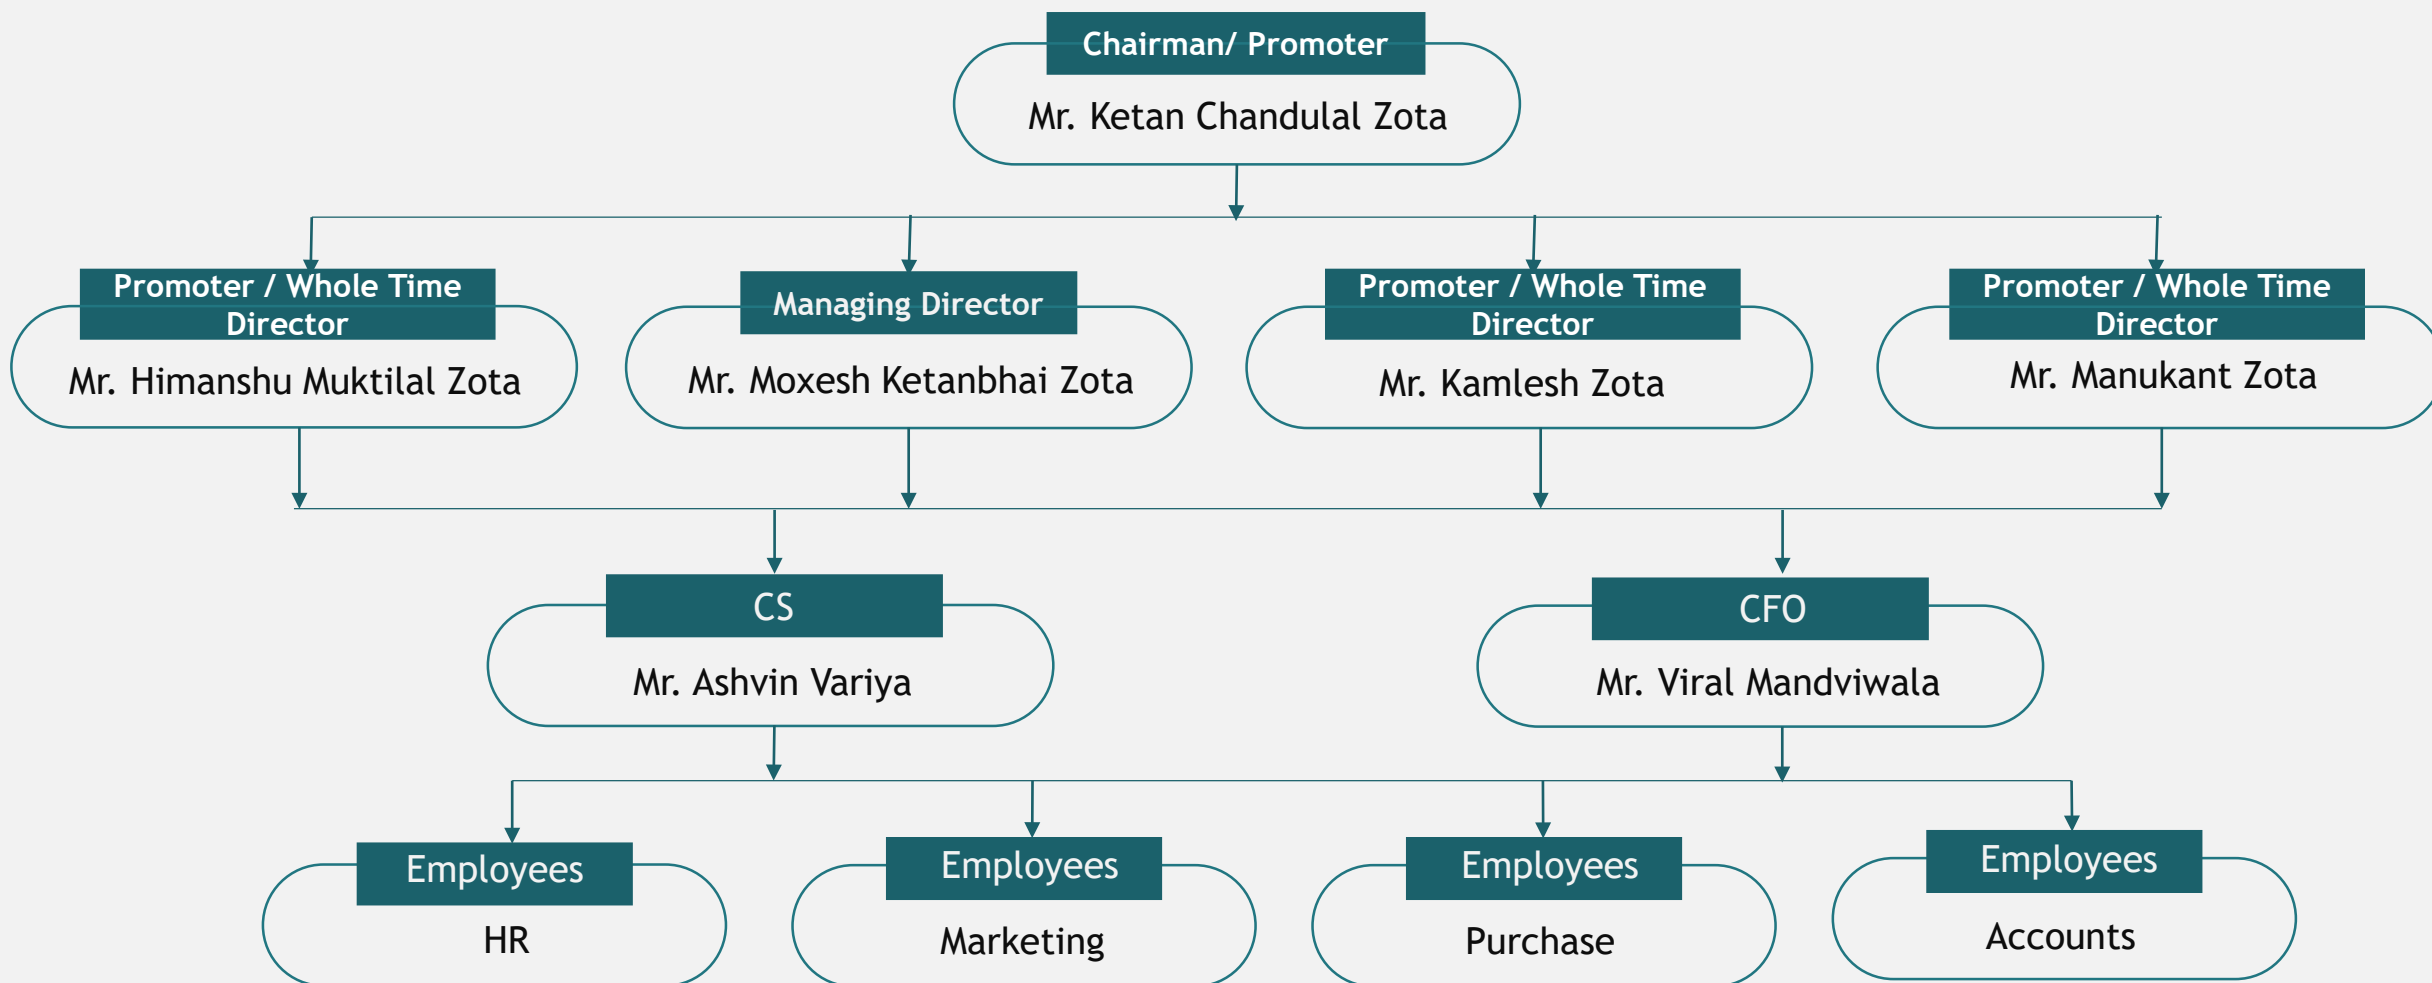 Chairman/ Promoter
Mr. Ketan Chandulal Zota
Promoter / Whole Time
Director
Mr. Himanshu Muktilal Zota
Managing Director
Mr. Moxesh Ketanbhai Zota
Promoter / Whole Time
Director
Mr. Kamlesh Zota
Promoter / Whole Time
Director
Mr. Manukant Zota
CS
Mr. Ashvin Variya
CFO
Mr. Viral Mandviwala
Employees
HR
Employees
Marketing
Employees
Purchase
Employees
Accounts